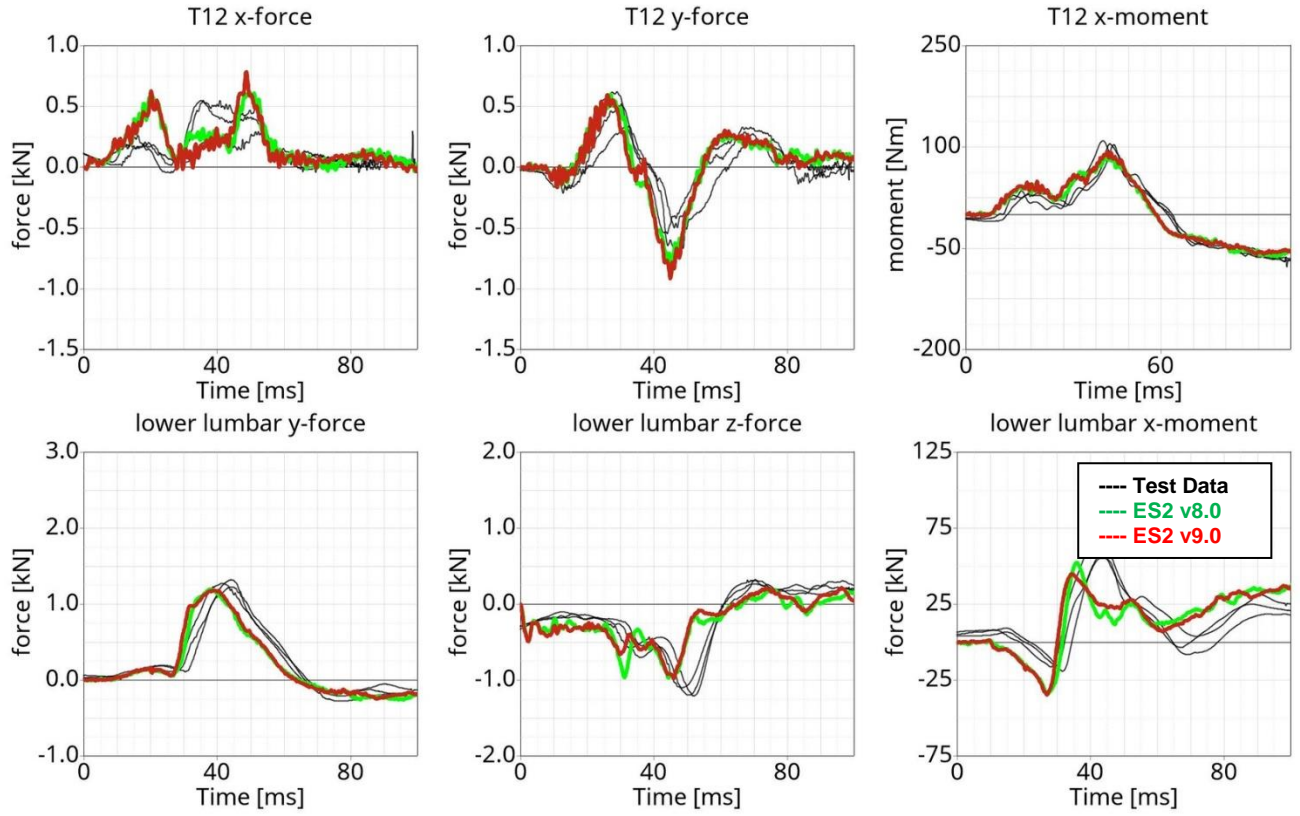 T12 x-force
T12 y-force
T12 x-moment
1.0
0.5
0.0
-0.5
-1.0
-1.5
force [kN]
0
40
80
Time [ms]
1.0
0.5
0.0
-0.5
-1.0
-1.5
force [kN]
0
40
80
Time [ms]
250
100
-50
-200
moment [Nm]
0
60
Time [ms]
lower lumbar y-force
lower lumbar z-force
lower lumbar x-moment
3.0
2.0
1.0
0.0
-1.0
force [kN]
0
40
80
Time [ms]
2.0
1.0
0.0
-1.0
-2.0
force [kN]
0
40
80
Time [ms]
125
75
25
-25
-75
force [kN]
0
80
Time [ms]
---- Test Data
---- ES2 v8.0
---- ES2 v9.0